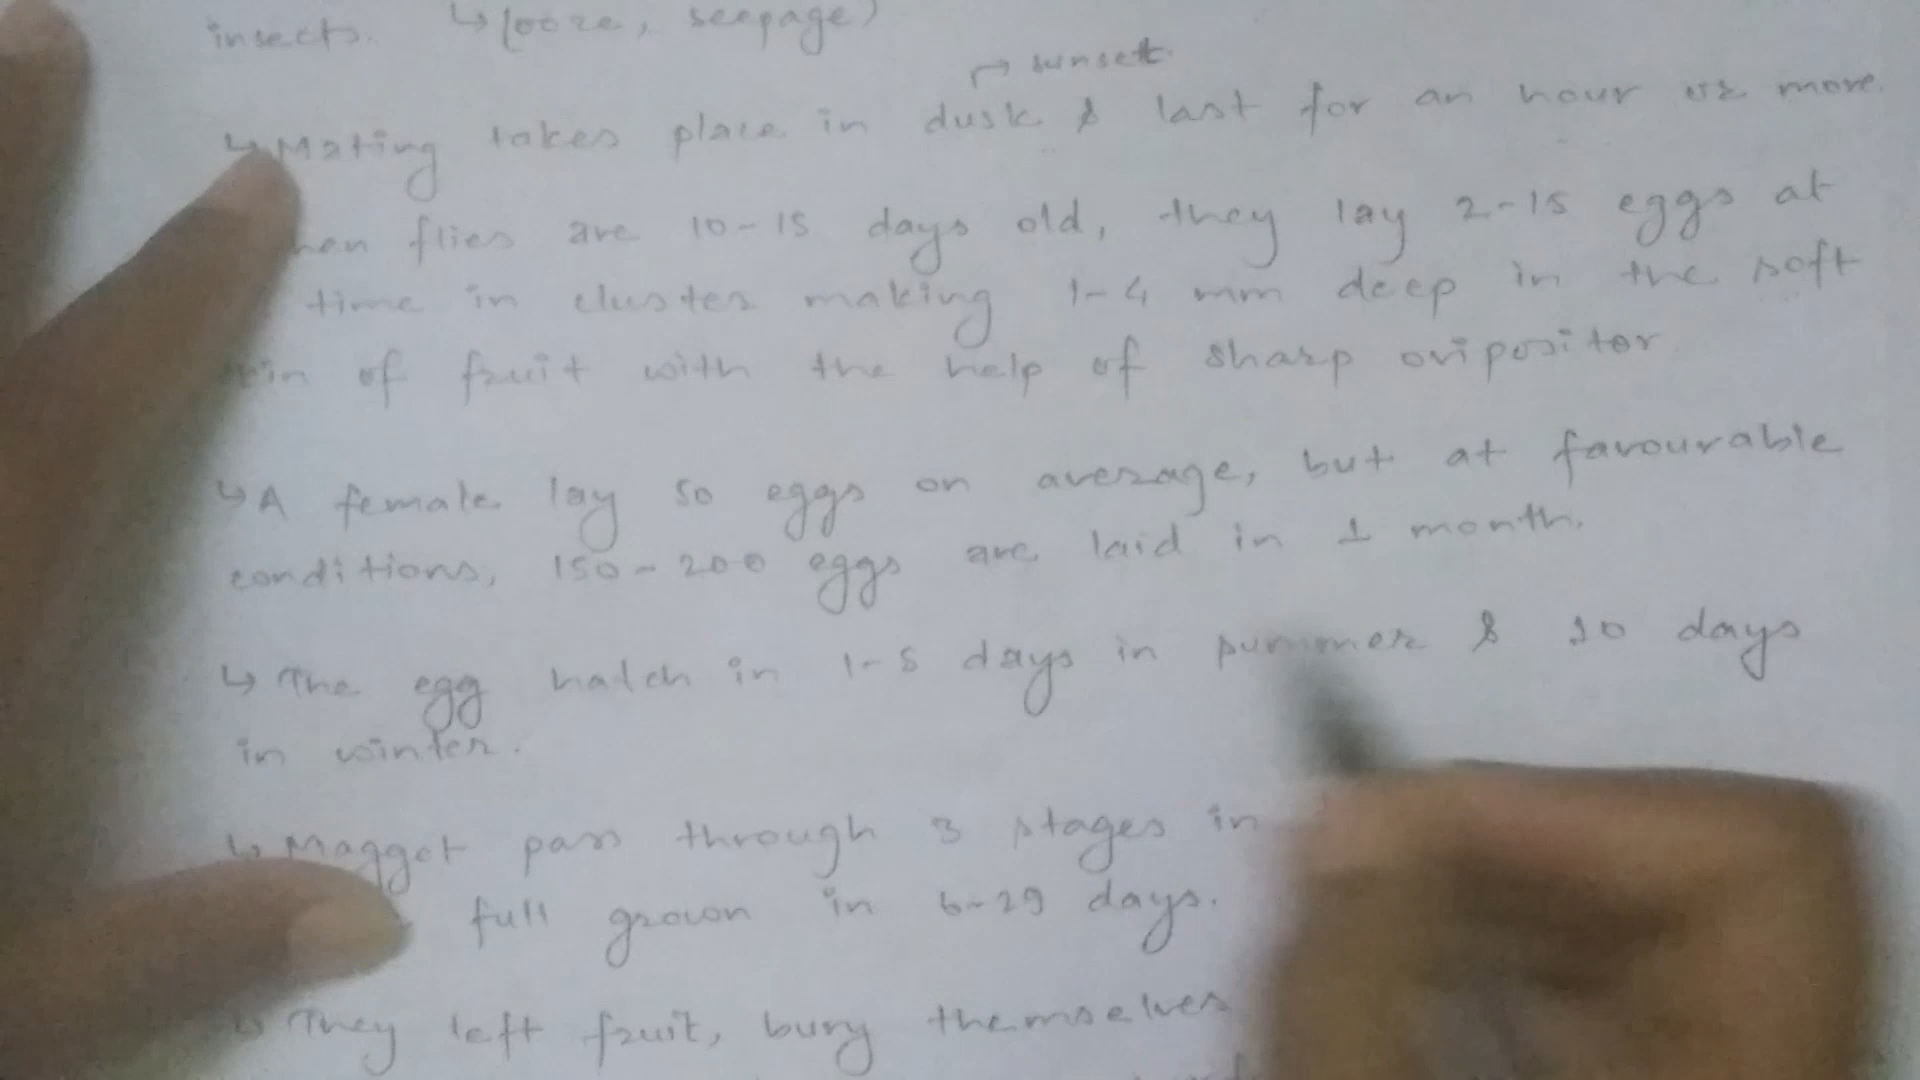 insects. ↳ (ooze, seepage)
↱ sunset
↳ Mating takes place in dusk & last for an hour or more.
flies are 10-15 days old, they lay 2-15 eggs at
time in cluster making 1-4 mm deep in the soft
of fruit with the help of sharp ovipositor.
↳ A female lay 50 eggs on average, but at favourable
conditions, 150-200 eggs are laid in 1 month.
↳ The egg hatch in 1-5 days in summer & 10 days
in winter.
↳ Maggot pass through 3 stages in
full grown in 6-29 days.
↳ They left fruit, bury themselves